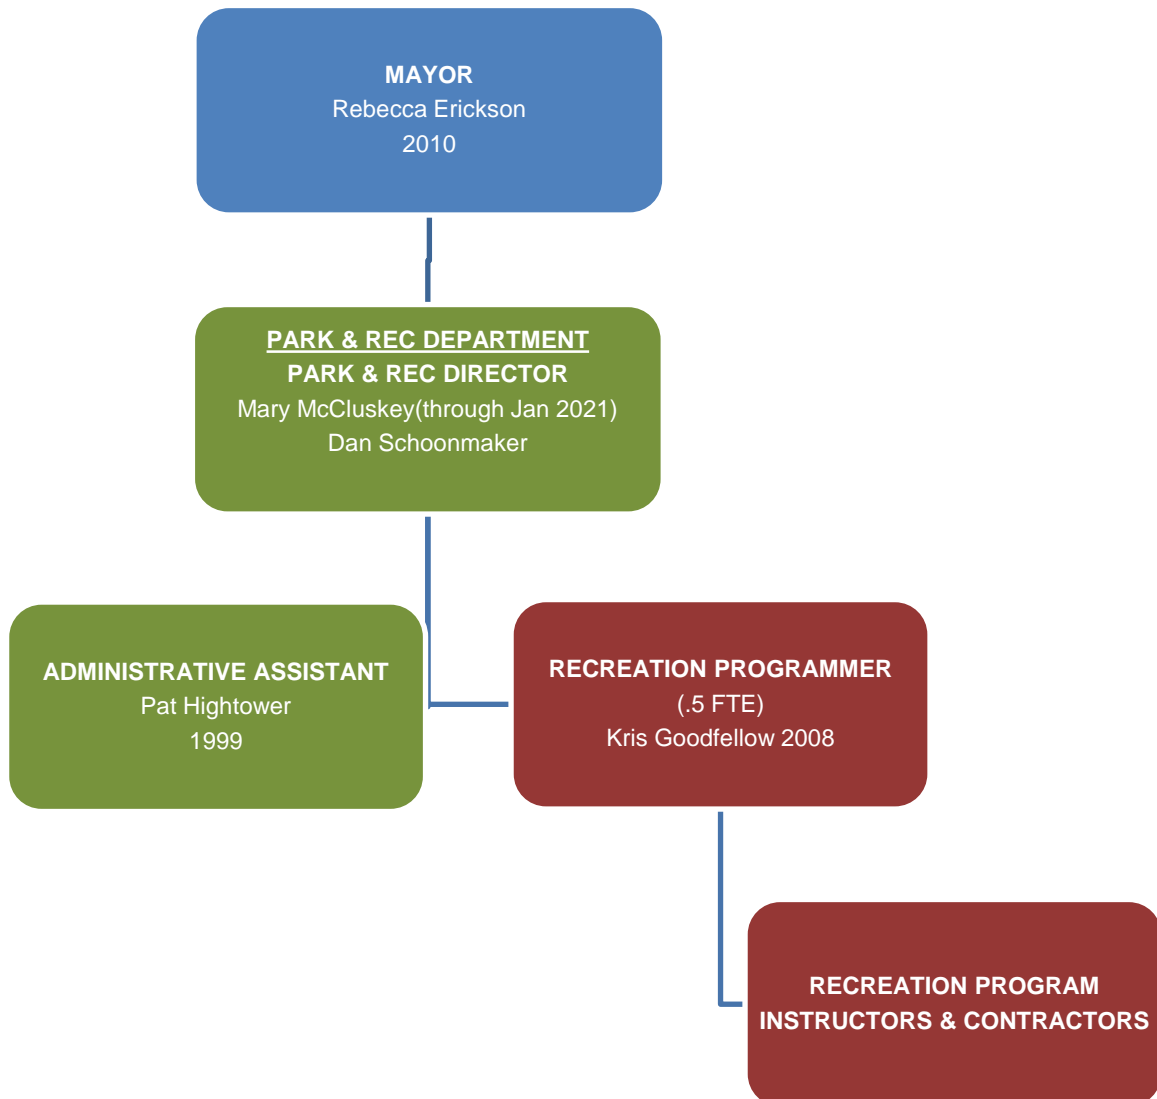 MAYOR
Rebecca Erickson
2010
PARK & REC DEPARTMENT
PARK & REC DIRECTOR
Mary McCluskey(through Jan 2021)
Dan Schoonmaker
ADMINISTRATIVE ASSISTANT
Pat Hightower
1999
RECREATION PROGRAMMER
(.5 FTE)
Kris Goodfellow 2008
RECREATION PROGRAM
INSTRUCTORS & CONTRACTORS